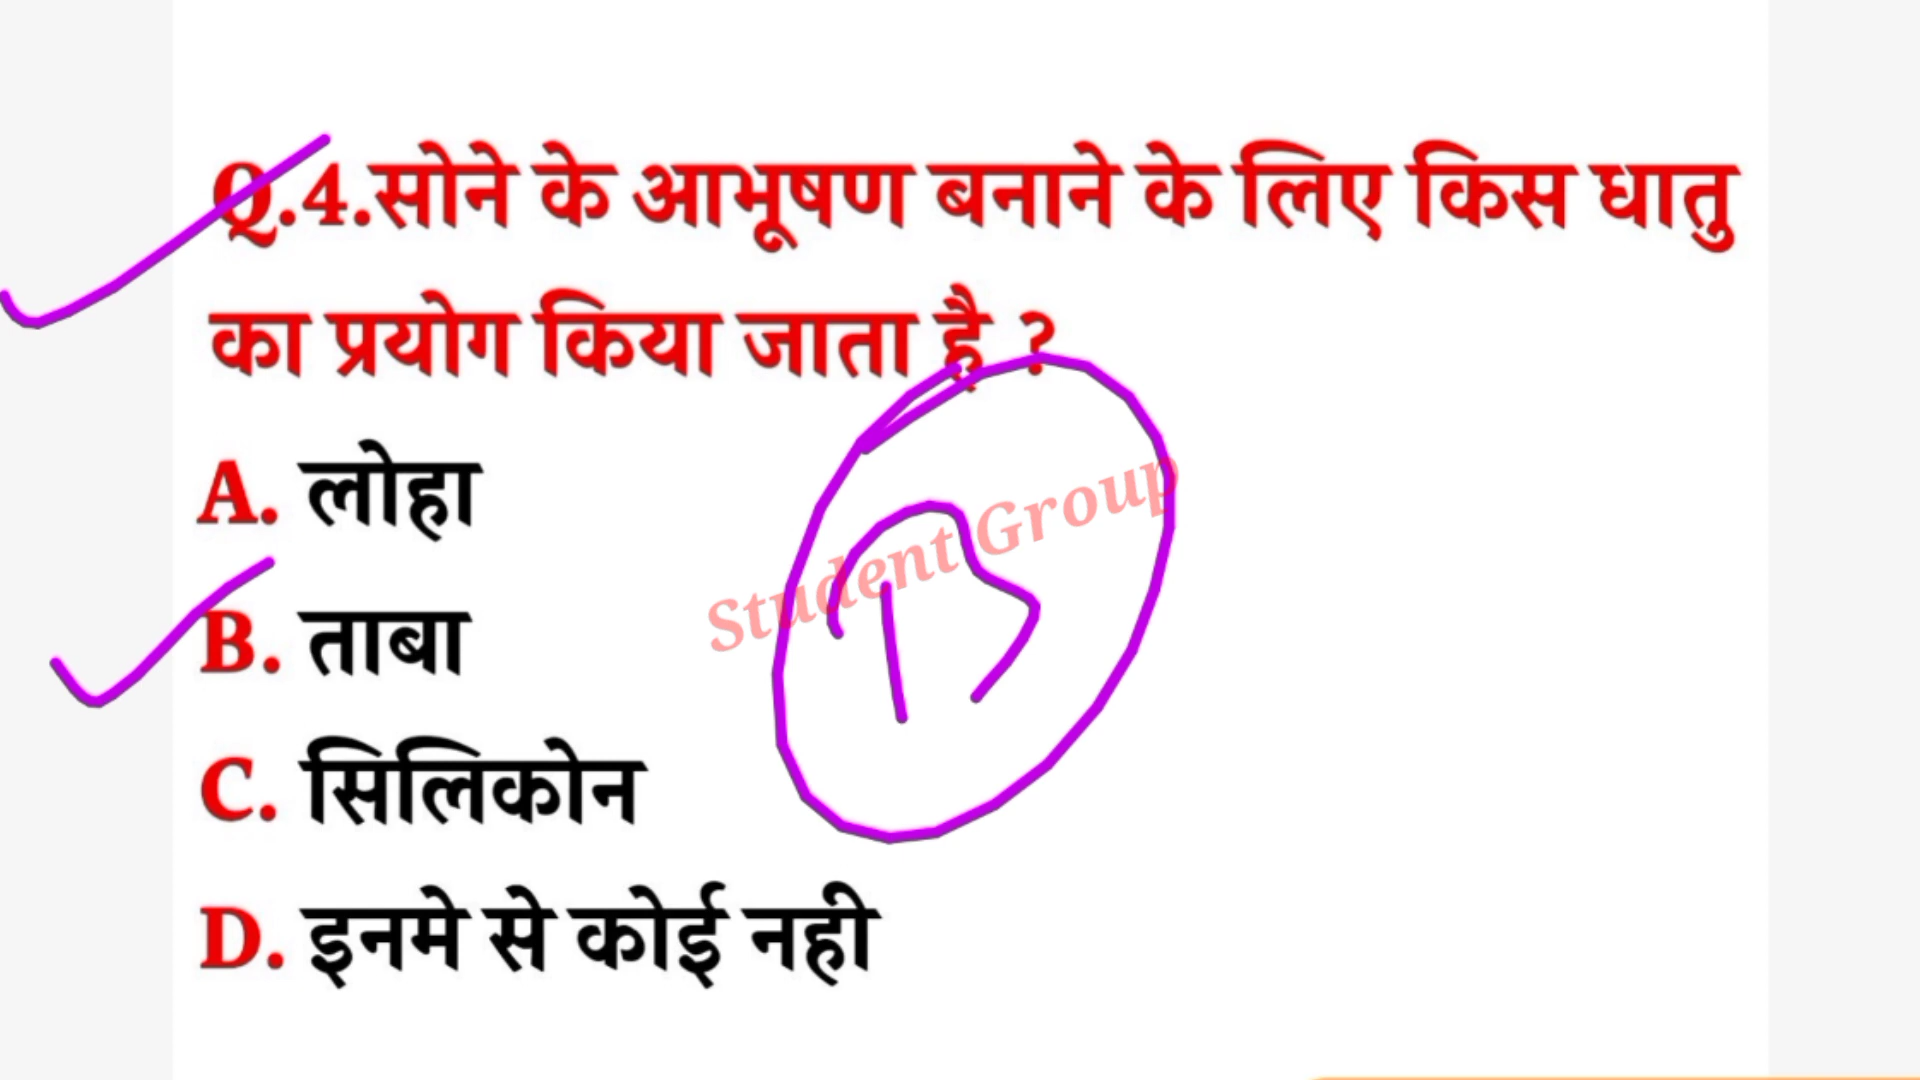 Q.4.सोने के आभूषण बनाने के लिए किस धातु
का प्रयोग किया जाता है ?
A. लोहा
B. ताबा
Student Group
B
C. सिलिकोन
D. इनमे से कोई नही